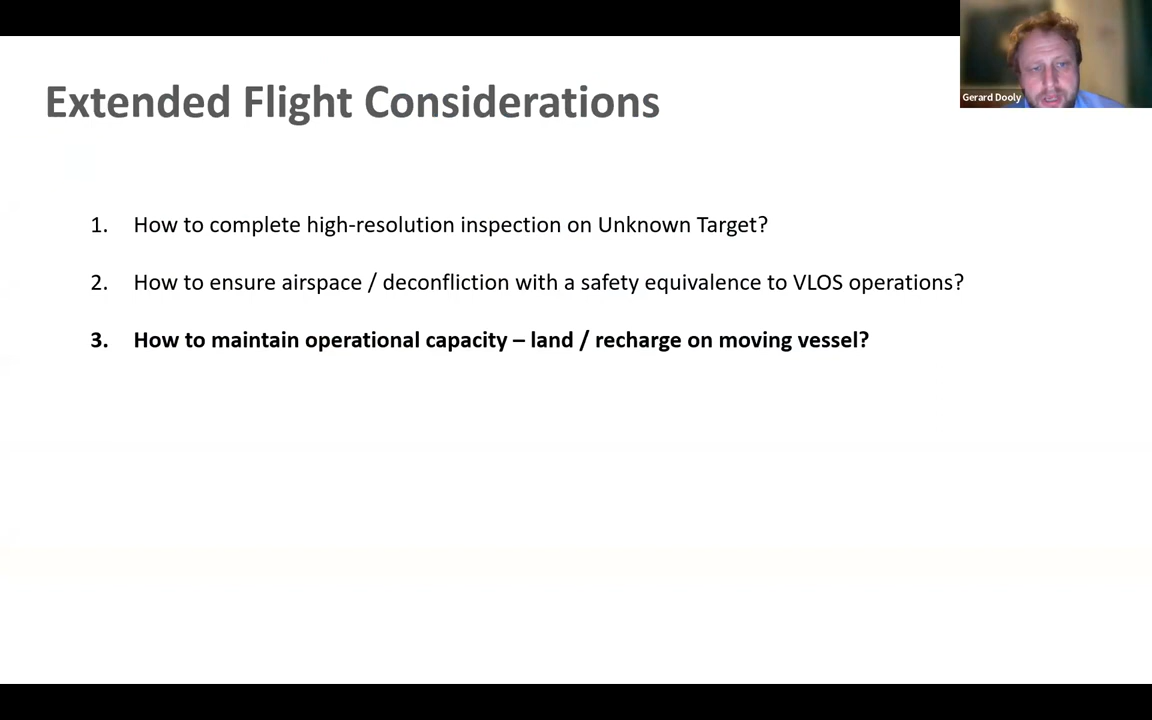 Extended Flight Considerations
Gerard Dooly
1. How to complete high-resolution inspection on Unknown Target?
2. How to ensure airspace / deconfliction with a safety equivalence to VLOS operations?
3. How to maintain operational capacity – land / recharge on moving vessel?